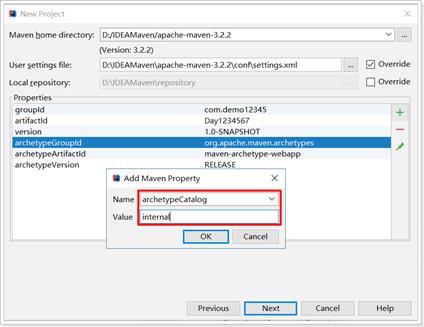 New Project
Maven home directory: D:/IDEAMaven/apache-maven-3.2.2 ...
(Version: 3.2.2)
User settings file: D:\IDEAMaven\apache-maven-3.2.2\conf\settings.xml ... Override
Local repository: D:\IDEAMaven\repository Override
Properties
groupId com.demo12345
artifactId Day1234567
version 1.0-SNAPSHOT
archetypeGroupId org.apache.maven.archetypes
archetypeArtifactId maven-archetype-webapp
archetypeVersion RELEASE
Add Maven Property
Name archetypeCatalog
Value internal
OK Cancel
Previous Next Cancel Help